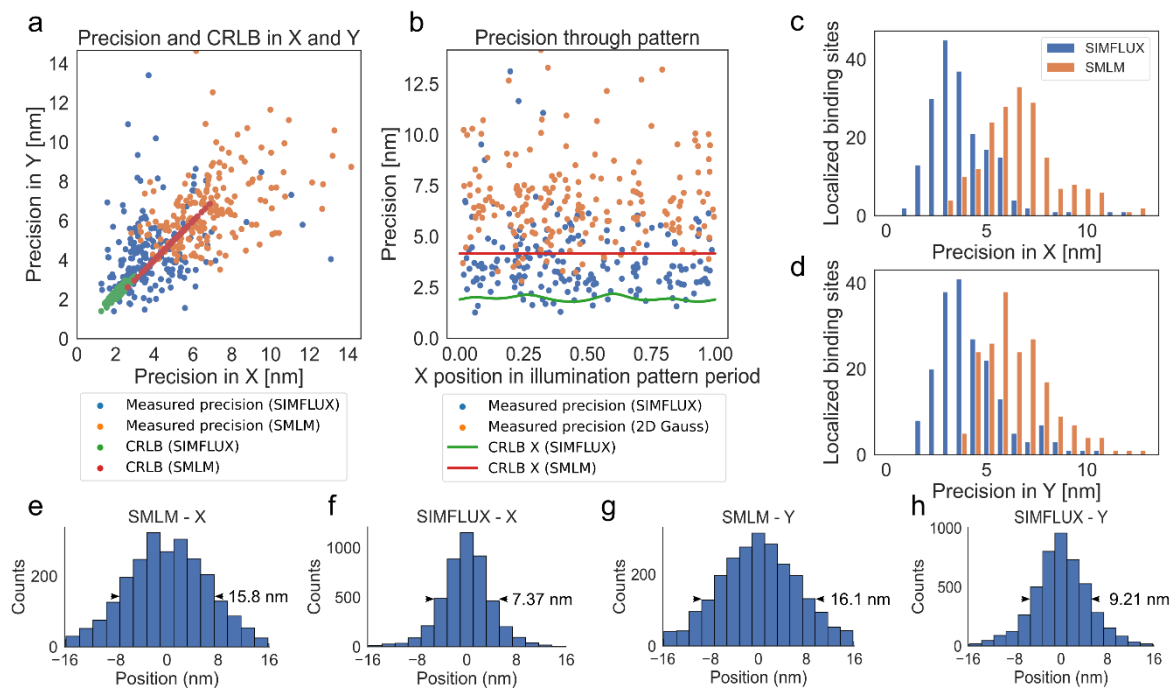 a
Precision and CRLB in X and Y
14
12
10
8
6
4
2
0
Precision in Y [nm]
0 2 4 6 8 10 12 14
Precision in X [nm]
Measured precision (SIMFLUX)
Measured precision (SMLM)
CRLB (SIMFLUX)
CRLB (SMLM)
b
Precision through pattern
12.5
10.0
7.5
5.0
2.5
0.0
Precision [nm]
0.00 0.25 0.50 0.75 1.00
X position in illumination pattern period
Measured precision (SIMFLUX)
Measured precision (2D Gauss)
CRLB X (SIMFLUX)
CRLB X (SMLM)
c
SIMFLUX
SMLM
40
20
0
Localized binding sites
0 5 10
Precision in X [nm]
d
40
20
0
Localized binding sites
0 5 10
Precision in Y [nm]
e
SMLM - X
200
0
Counts
15.8 nm
−16 −8 0 8 16
Position (nm)
f
SIMFLUX - X
1000
500
0
Counts
7.37 nm
−16 −8 0 8 16
Position (nm)
g
SMLM - Y
200
0
Counts
16.1 nm
−16 −8 0 8 16
Position (nm)
h
SIMFLUX - Y
1000
500
0
Counts
9.21 nm
−16 −8 0 8 16
Position (nm)